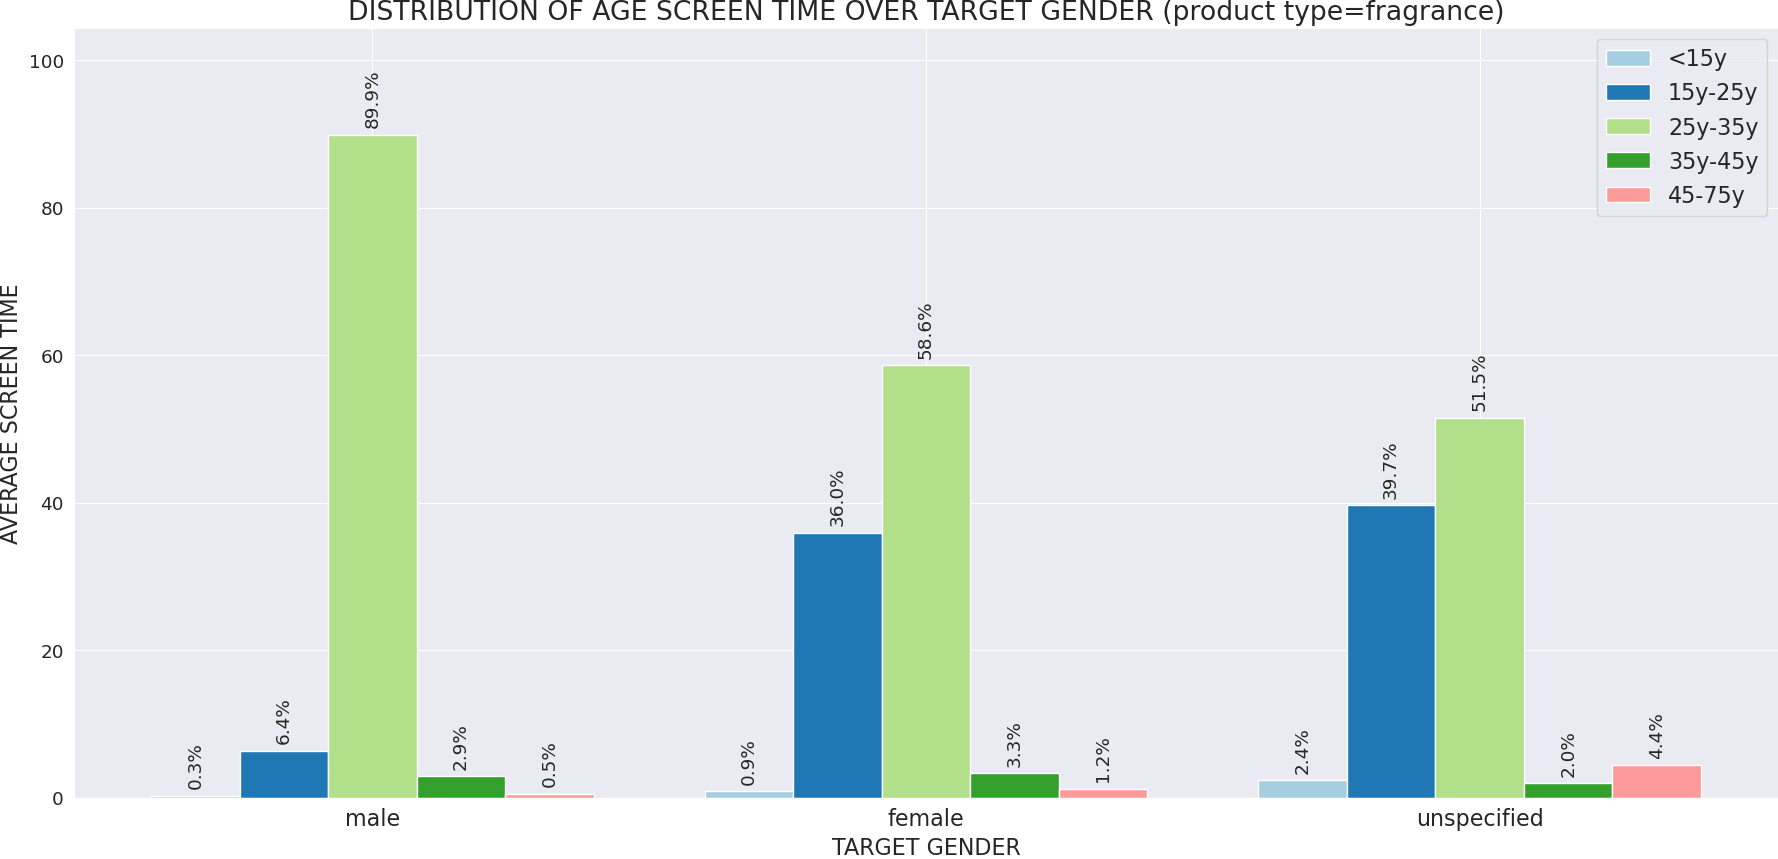 DISTRIBUTION OF AGE SCREEN TIME OVER TARGET GENDER (product type=fragrance)
<15y
15y-25y
25y-35y
35y-45y
45-75y
AVERAGE SCREEN TIME
100
80
60
40
20
0
0.3%
6.4%
89.9%
2.9%
0.5%
0.9%
36.0%
58.6%
3.3%
1.2%
2.4%
39.7%
51.5%
2.0%
4.4%
male
female
unspecified
TARGET GENDER